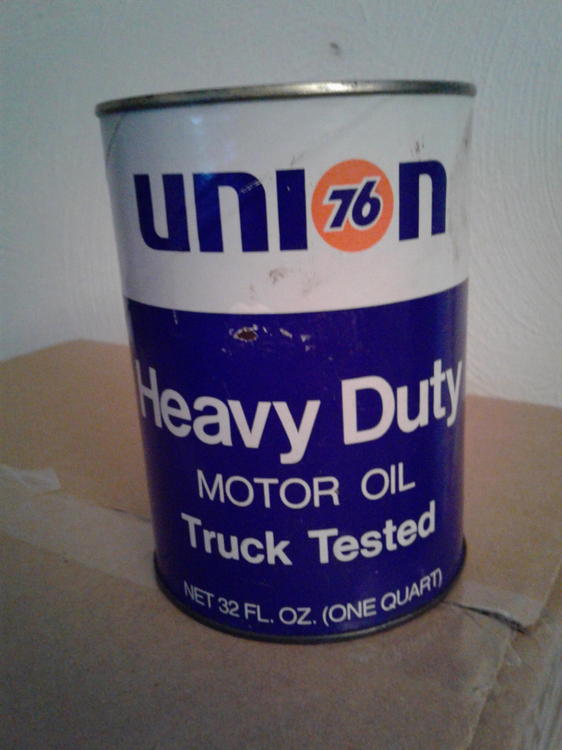 union
76
Heavy Duty
MOTOR OIL
Truck Tested
NET 32 FL. OZ. (ONE QUART)